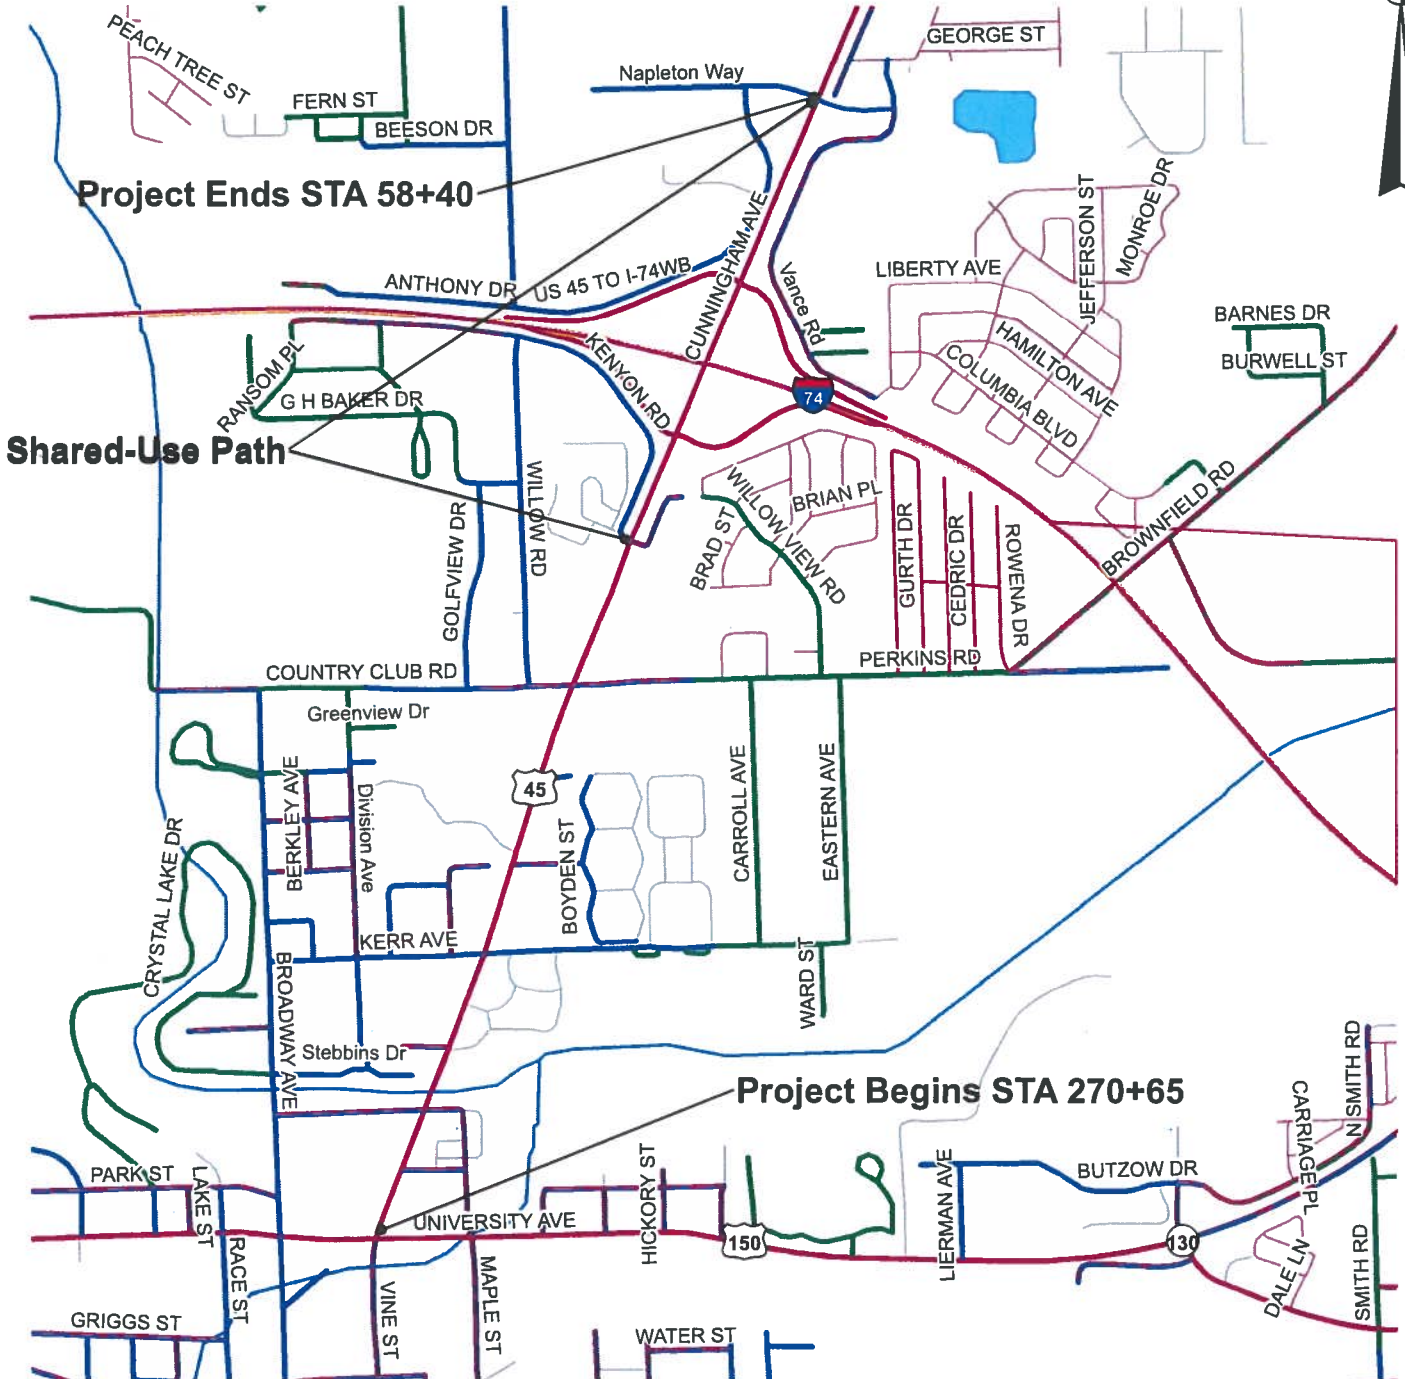 PEACH TREE ST
GEORGE ST
Napleton Way
FERN ST
BEESON DR
Project Ends STA 58+40
JEFFERSON ST
MONROE DR
CUNNINGHAM AVE
LIBERTY AVE
ANTHONY DR
US 45 TO I-74WB
Vance Rd
BARNES DR
HAMILTON AVE
BURWELL ST
KENYON RD
RANSOM PL
COLUMBIA BLVD
G H BAKER DR
74
Shared-Use Path
WILLOW RD
WILLOW VIEW RD
BRIAN PL
BROWNFIELD RD
GOLFVIEW DR
BRAD ST
GURTH DR
CEDRIC DR
ROWENA DR
PERKINS RD
COUNTRY CLUB RD
Greenview Dr
BERKLEY AVE
Division Ave
45
CARROLL AVE
EASTERN AVE
CRYSTAL LAKE DR
BOYDEN ST
KERR AVE
WARD ST
BROADWAY AVE
Stebbins Dr
Project Begins STA 270+65
N SMITH RD
CARRIAGE PL
PARK ST
LAKE ST
HICKORY ST
LIERMAN AVE
BUTZOW DR
UNIVERSITY AVE
150
130
RACE ST
VINE ST
MAPLE ST
DALE LN
SMITH RD
GRIGGS ST
WATER ST